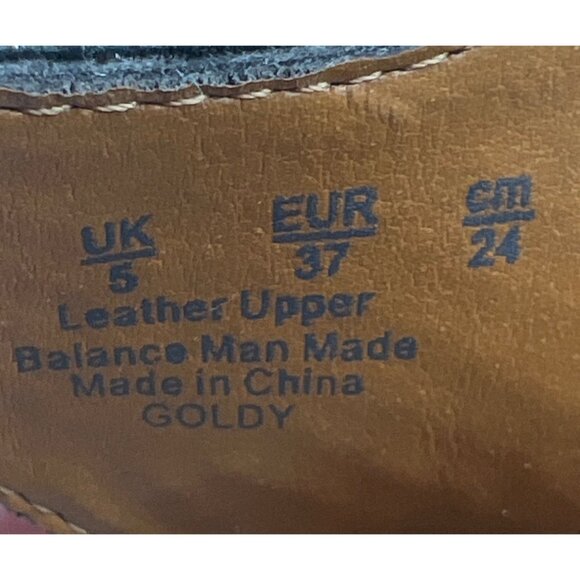 UK EUR cm
5 37 24
Leather Upper
Balance Man Made
Made in China
GOLDY